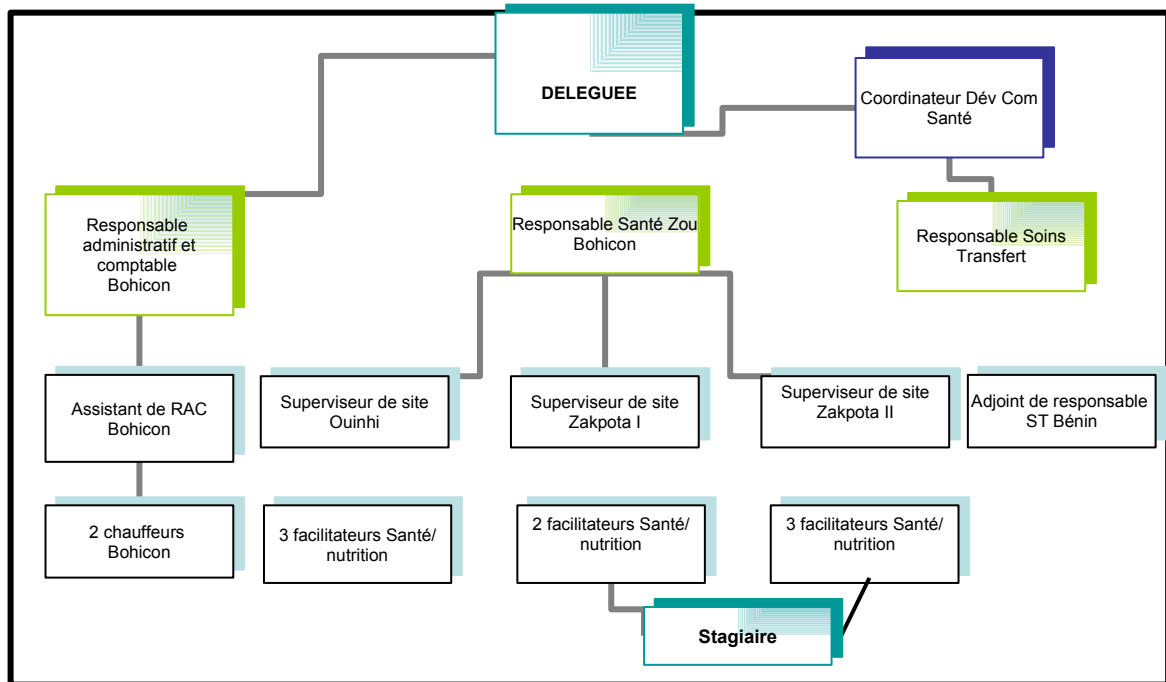 DELEGUEE
Coordinateur Dév Com
Santé
Responsable
administratif et
comptable
Bohicon
Responsable Santé Zou
Bohicon
Responsable Soins
Transfert
Assistant de RAC
Bohicon
Superviseur de site
Ouinhi
Superviseur de site
Zakpota I
Superviseur de site
Zakpota II
Adjoint de responsable
ST Bénin
2 chauffeurs
Bohicon
3 facilitateurs Santé/
nutrition
2 facilitateurs Santé/
nutrition
3 facilitateurs Santé/
nutrition
Stagiaire